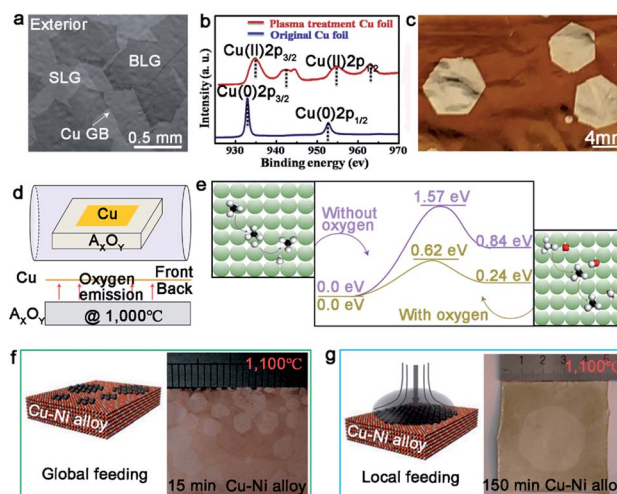 a
Exterior
SLG
BLG
Cu GB
0.5 mm
b
Plasma treatment Cu foil
Original Cu foil
Cu(II)2p3/2
Cu(II)2p1/2
Cu(0)2p3/2
Cu(0)2p1/2
Intensity (a. u.)
930 940 950 960 970
Binding energy (ev)
c
4mm
d
Cu
AXOY
Cu
Oxygen emission
Front
Back
AXOY
@ 1,000℃
e
Without oxygen
1.57 eV
0.84 eV
0.62 eV
0.24 eV
0.0 eV
0.0 eV
With oxygen
f
Cu-Ni alloy
Global feeding
1,100℃
15 min Cu-Ni alloy
g
Cu-Ni alloy
Local feeding
1 2 3 4 5
1,100℃
150 min Cu-Ni alloy